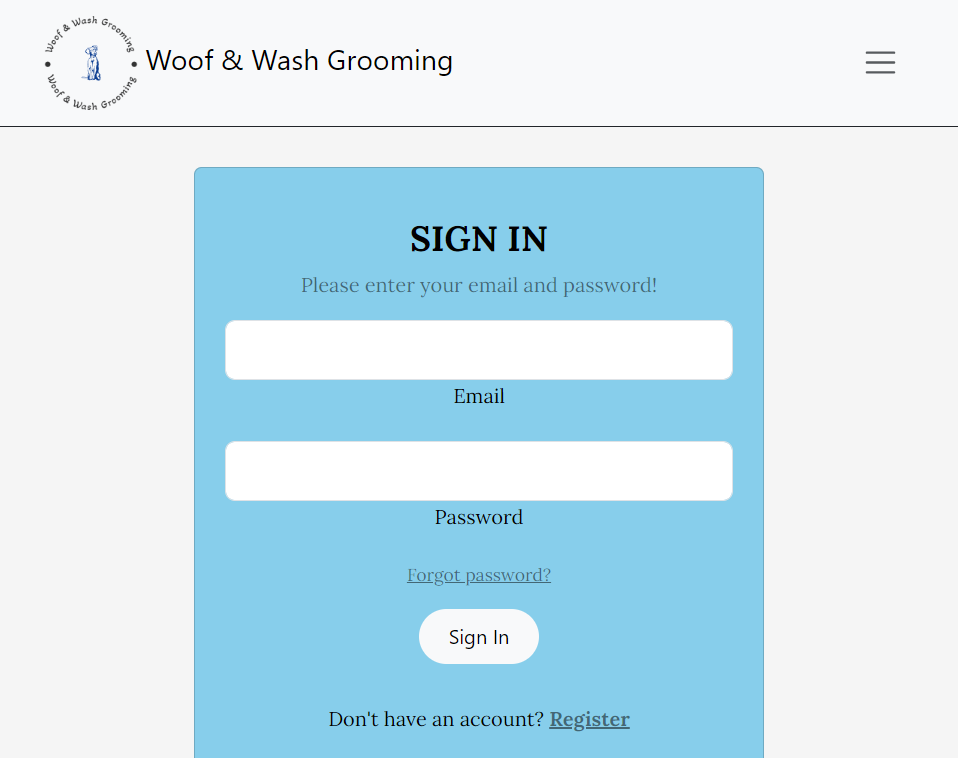 Woof & Wash Grooming
Woof & Wash Grooming
Woof & Wash Grooming
SIGN IN
Please enter your email and password!
Email
Password
Forgot password?
Sign In
Don't have an account? Register